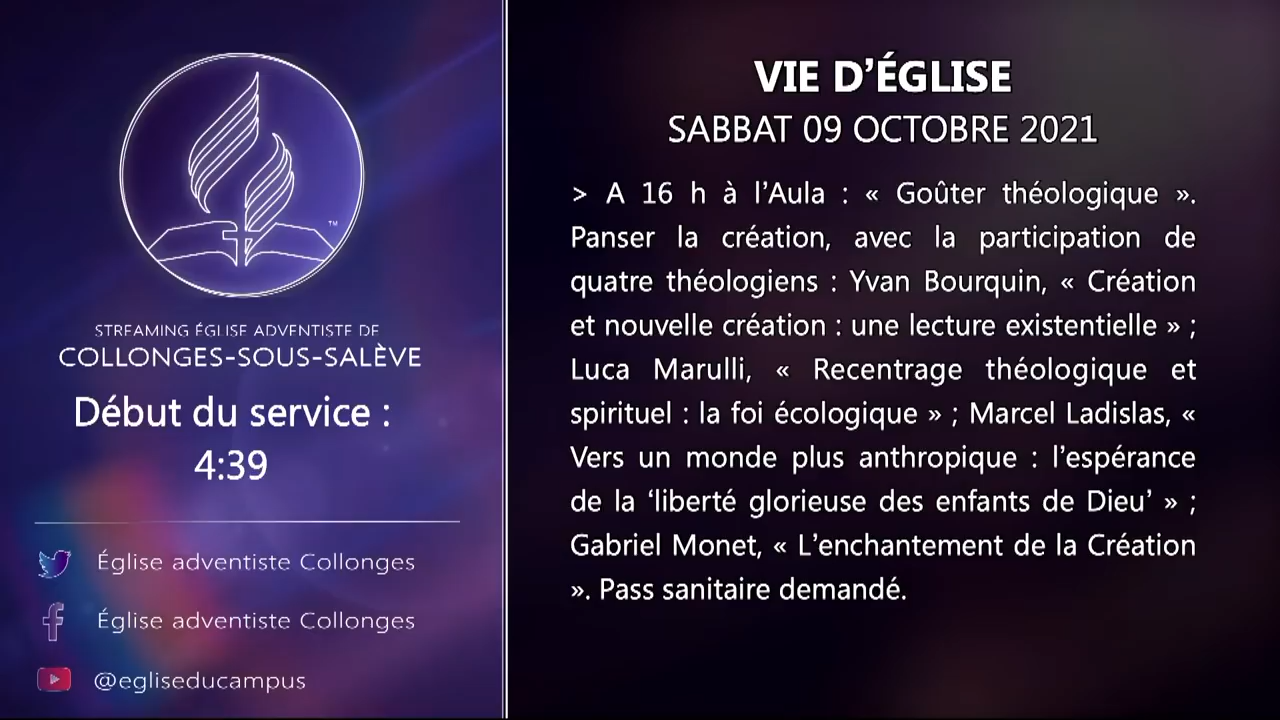 ™
STREAMING ÉGLISE ADVENTISTE DE
COLLONGES-SOUS-SALÈVE
Début du service :
4:39
Église adventiste Collonges
Église adventiste Collonges
@egliseducampus
VIE D’ÉGLISE
SABBAT 09 OCTOBRE 2021
> A 16 h à l’Aula : « Goûter théologique ».
Panser la création, avec la participation de
quatre théologiens : Yvan Bourquin, « Création
et nouvelle création : une lecture existentielle » ;
Luca Marulli, « Recentrage théologique et
spirituel : la foi écologique » ; Marcel Ladislas, «
Vers un monde plus anthropique : l’espérance
de la ‘liberté glorieuse des enfants de Dieu’ » ;
Gabriel Monet, « L’enchantement de la Création
». Pass sanitaire demandé.